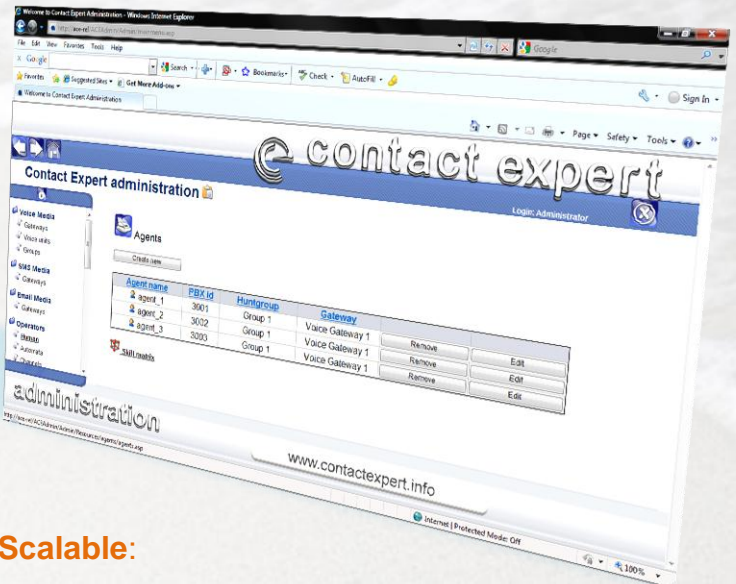 Welcome to Contact Expert Administration - Windows Internet Explorer
Google
File Edit View Favorites Tools Help
x Google Search Bookmarks Check AutoFill Sign In
Favorites Suggested Sites Get More Add-ons
Welcome to Contact Expert Administration
Page Safety Tools
e contact expert
Contact Expert administration
Login: Administrator
Voice Media
Gateways
Voice units
Groups
SMS Media
Gateways
Email Media
Gateways
Operators
Human
Automata
Channels
Agents
Create new
Agent name PBX id Huntgroup Gateway
agent_1 3001 Group 1 Voice Gateway 1 Remove Edit
agent_2 3002 Group 1 Voice Gateway 1 Remove Edit
agent_3 3003 Group 1 Voice Gateway 1 Remove Edit
Skill matrix
administration
www.contactexpert.info
Internet | Protected Mode: Off
100%
Scalable: